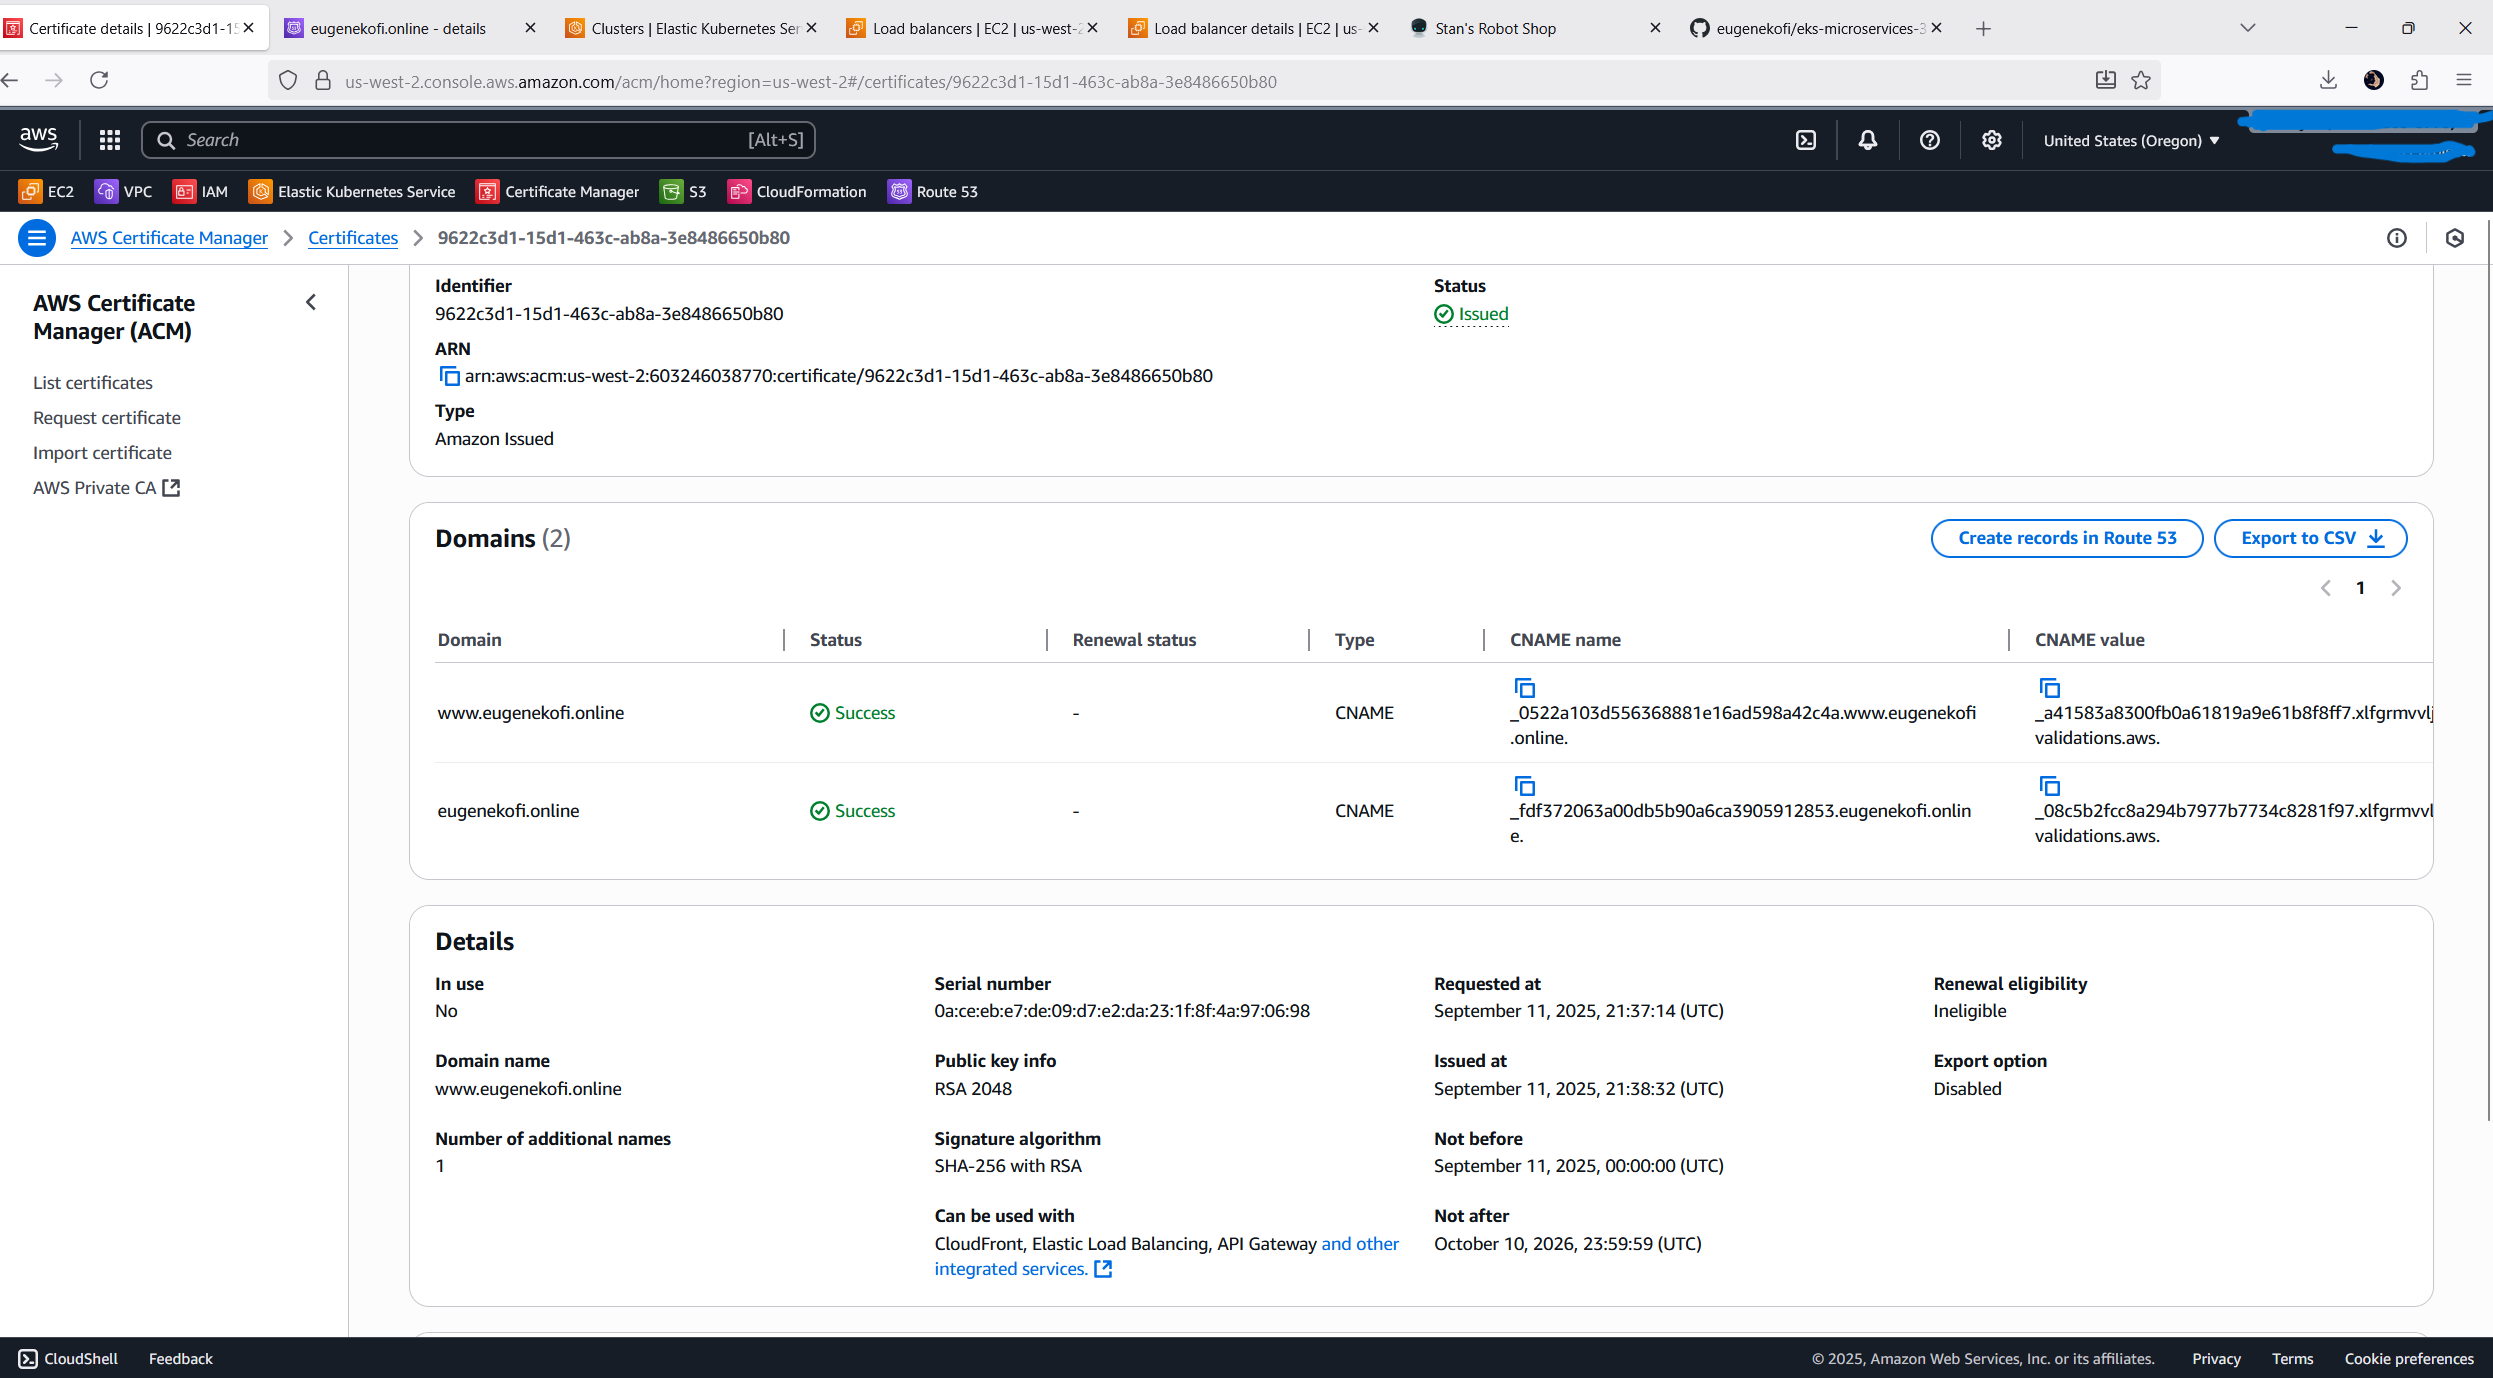 Certificate details | 9622c3d1-15
eugenekofi.online - details
Clusters | Elastic Kubernetes Ser
Load balancers | EC2 | us-west-2
Load balancer details | EC2 | us-
Stan's Robot Shop
eugenekofi/eks-microservices-3
us-west-2.console.aws.amazon.com/acm/home?region=us-west-2#/certificates/9622c3d1-15d1-463c-ab8a-3e8486650b80
aws
Search
[Alt+S]
United States (Oregon)
EC2
VPC
IAM
Elastic Kubernetes Service
Certificate Manager
S3
CloudFormation
Route 53
AWS Certificate Manager
Certificates
9622c3d1-15d1-463c-ab8a-3e8486650b80
AWS Certificate
Manager (ACM)
List certificates
Request certificate
Import certificate
AWS Private CA
Identifier
9622c3d1-15d1-463c-ab8a-3e8486650b80
Status
Issued
ARN
arn:aws:acm:us-west-2:603246038770:certificate/9622c3d1-15d1-463c-ab8a-3e8486650b80
Type
Amazon Issued
Domains (2)
Create records in Route 53
Export to CSV
1
Domain
Status
Renewal status
Type
CNAME name
CNAME value
www.eugenekofi.online
Success
-
CNAME
_0522a103d556368881e16ad598a42c4a.www.eugenekofi
.online.
_a41583a8300fb0a61819a9e61b8f8ff7.xlfgrmvvlj
validations.aws.
eugenekofi.online
Success
-
CNAME
_fdf372063a00db5b90a6ca3905912853.eugenekofi.onlin
e.
_08c5b2fcc8a294b7977b7734c8281f97.xlfgrmvvl
validations.aws.
Details
In use
No
Domain name
www.eugenekofi.online
Number of additional names
1
Serial number
0a:ce:eb:e7:de:09:d7:e2:da:23:1f:8f:4a:97:06:98
Public key info
RSA 2048
Signature algorithm
SHA-256 with RSA
Can be used with
CloudFront, Elastic Load Balancing, API Gateway and other
integrated services.
Requested at
September 11, 2025, 21:37:14 (UTC)
Issued at
September 11, 2025, 21:38:32 (UTC)
Not before
September 11, 2025, 00:00:00 (UTC)
Not after
October 10, 2026, 23:59:59 (UTC)
Renewal eligibility
Ineligible
Export option
Disabled
CloudShell
Feedback
© 2025, Amazon Web Services, Inc. or its affiliates.
Privacy
Terms
Cookie preferences